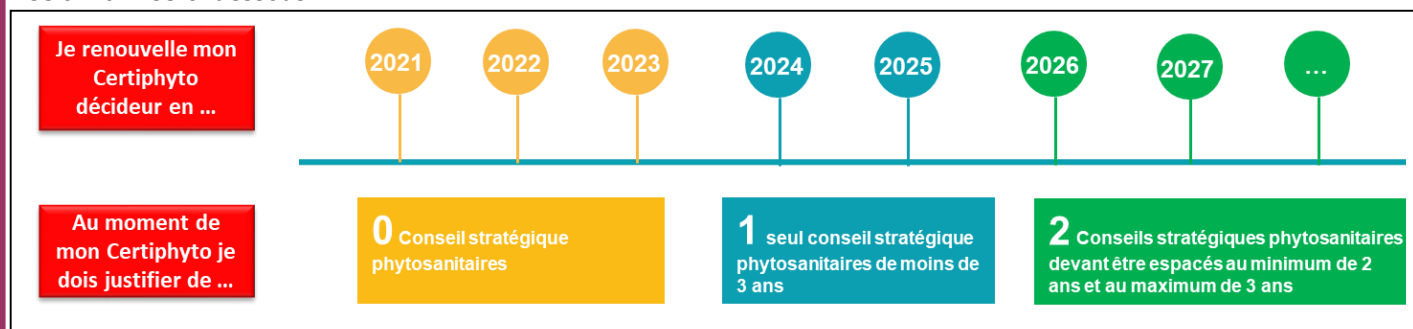 Je renouvelle mon
Certiphyto
décideur en ...
2021
2022
2023
2024
2025
2026
2027
...
Au moment de
mon Certiphyto je
dois justifier de ...
0 Conseil stratégique
phytosanitaires
1 seul conseil stratégique
phytosanitaires de moins de
3 ans
2 Conseils stratégiques phytosanitaires
devant être espacés au minimum de 2
ans et au maximum de 3 ans